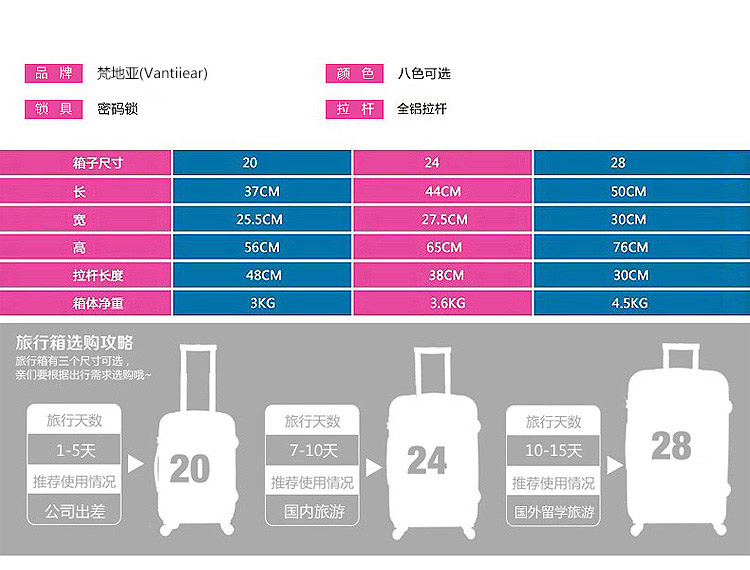 品牌 梵地亚(Vantiiear) 颜色 八色可选
锁具 密码锁 拉杆 全铝拉杆
箱子尺寸 20 24 28
长 37CM 44CM 50CM
宽 25.5CM 27.5CM 30CM
高 56CM 65CM 76CM
拉杆长度 48CM 38CM 30CM
箱体净重 3KG 3.6KG 4.5KG
旅行箱选购攻略
旅行箱有三个尺寸可选，
亲们要根据出行需求选购哦~
旅行天数
1-5天
推荐使用情况
公司出差
20
旅行天数
7-10天
推荐使用情况
国内旅游
24
旅行天数
10-15天
推荐使用情况
国外留学旅游
28